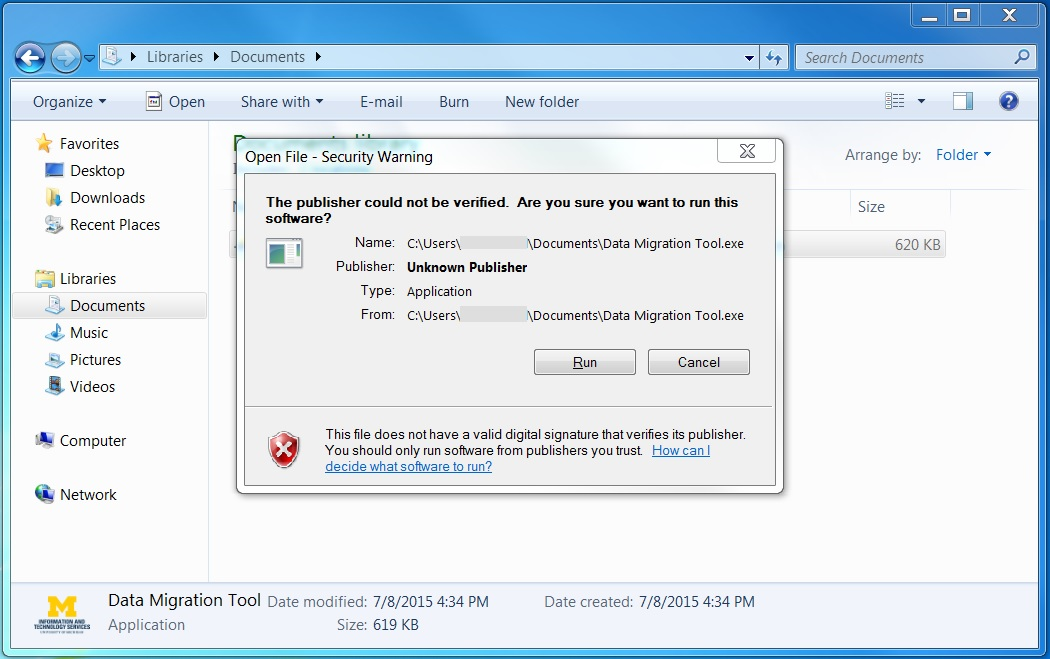 Libraries Documents
Search Documents
Organize Open Share with E-mail Burn New folder
Favorites
Desktop
Downloads
Recent Places
Libraries
Documents
Music
Pictures
Videos
Computer
Network
Documents library
Arrange by: Folder
Size
620 KB
Open File - Security Warning
The publisher could not be verified. Are you sure you want to run this
software?
Name: C:\Users\ \Documents\Data Migration Tool.exe
Publisher: Unknown Publisher
Type: Application
From: C:\Users\ \Documents\Data Migration Tool.exe
Run Cancel
This file does not have a valid digital signature that verifies its publisher.
You should only run software from publishers you trust. How can I
decide what software to run?
M
INFORMATION AND
TECHNOLOGY SERVICES
UNIVERSITY OF MICHIGAN
Data Migration Tool Date modified: 7/8/2015 4:34 PM Date created: 7/8/2015 4:34 PM
Application Size: 619 KB